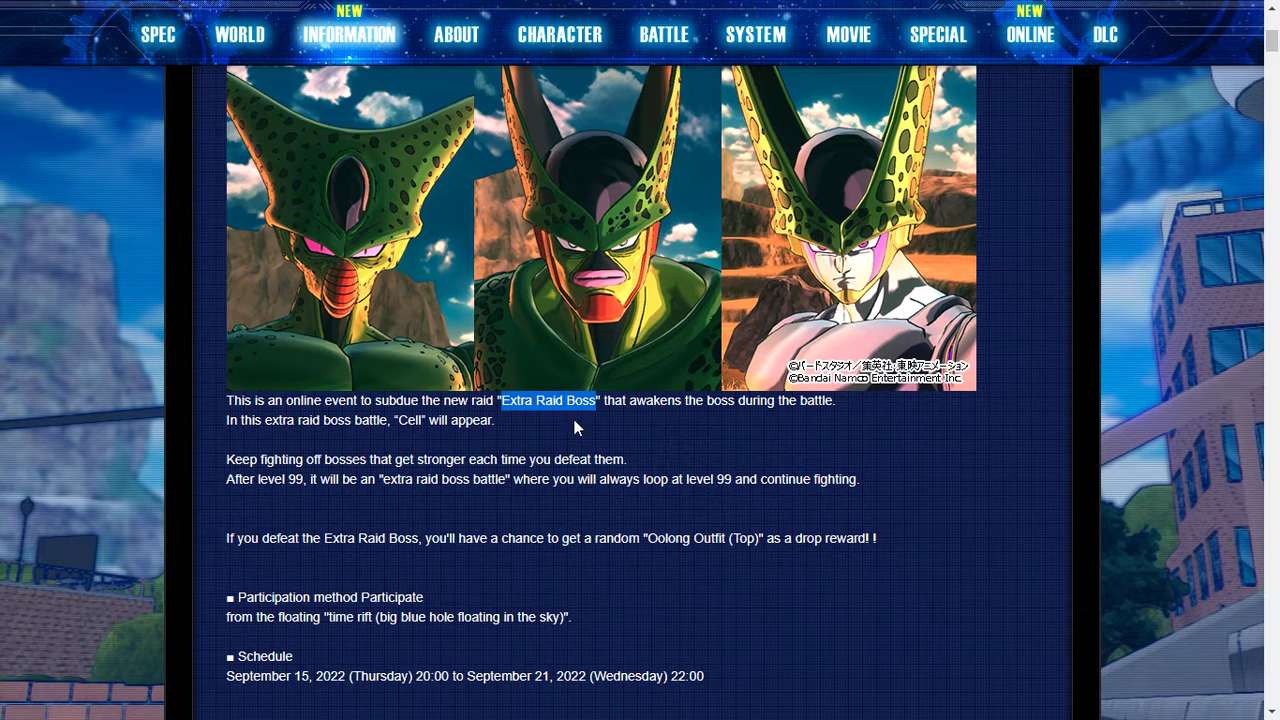 NEW NEW
SPEC WORLD INFORMATION ABOUT CHARACTER BATTLE SYSTEM MOVIE SPECIAL ONLINE DLC
©バードスタジオ／集英社・東映アニメーション
©Bandai Namco Entertainment Inc.
This is an online event to subdue the new raid "Extra Raid Boss" that awakens the boss during the battle.
In this extra raid boss battle, “Cell” will appear.
Keep fighting off bosses that get stronger each time you defeat them.
After level 99, it will be an "extra raid boss battle" where you will always loop at level 99 and continue fighting.
If you defeat the Extra Raid Boss, you'll have a chance to get a random "Oolong Outfit (Top)" as a drop reward! !
■ Participation method Participate
from the floating "time rift (big blue hole floating in the sky)".
■ Schedule
September 15, 2022 (Thursday) 20:00 to September 21, 2022 (Wednesday) 22:00